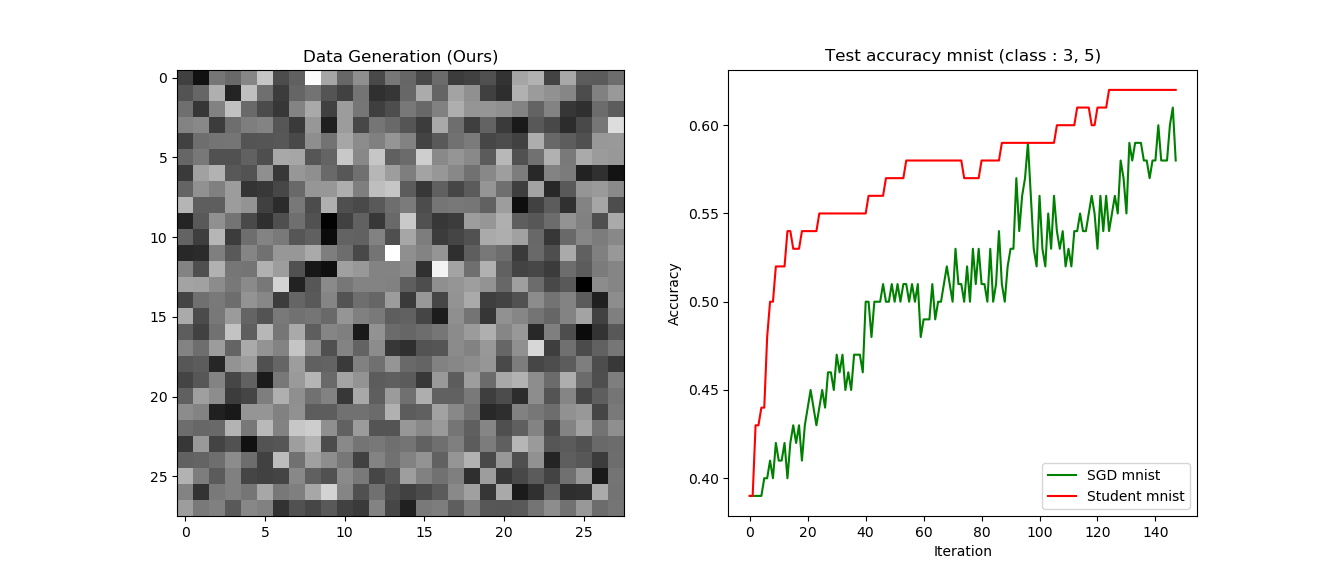 Data Generation (Ours)
0
5
10
15
20
25
0 5 10 15 20 25
Test accuracy mnist (class : 3, 5)
Accuracy
0.60
0.55
0.50
0.45
0.40
0 20 40 60 80 100 120 140
Iteration
SGD mnist
Student mnist